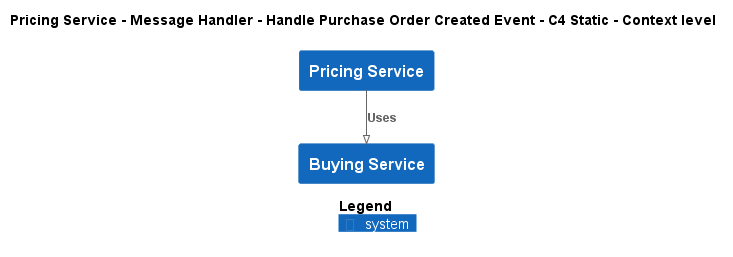 Pricing Service - Message Handler - Handle Purchase Order Created Event - C4 Static - Context level
Pricing Service
Uses
Buying Service
Legend
system